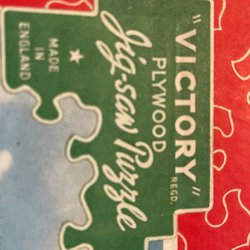 "VICTORY"
PLYWOOD
REGD.
Jig-saw Puzzle
MADE
IN
ENGLAND